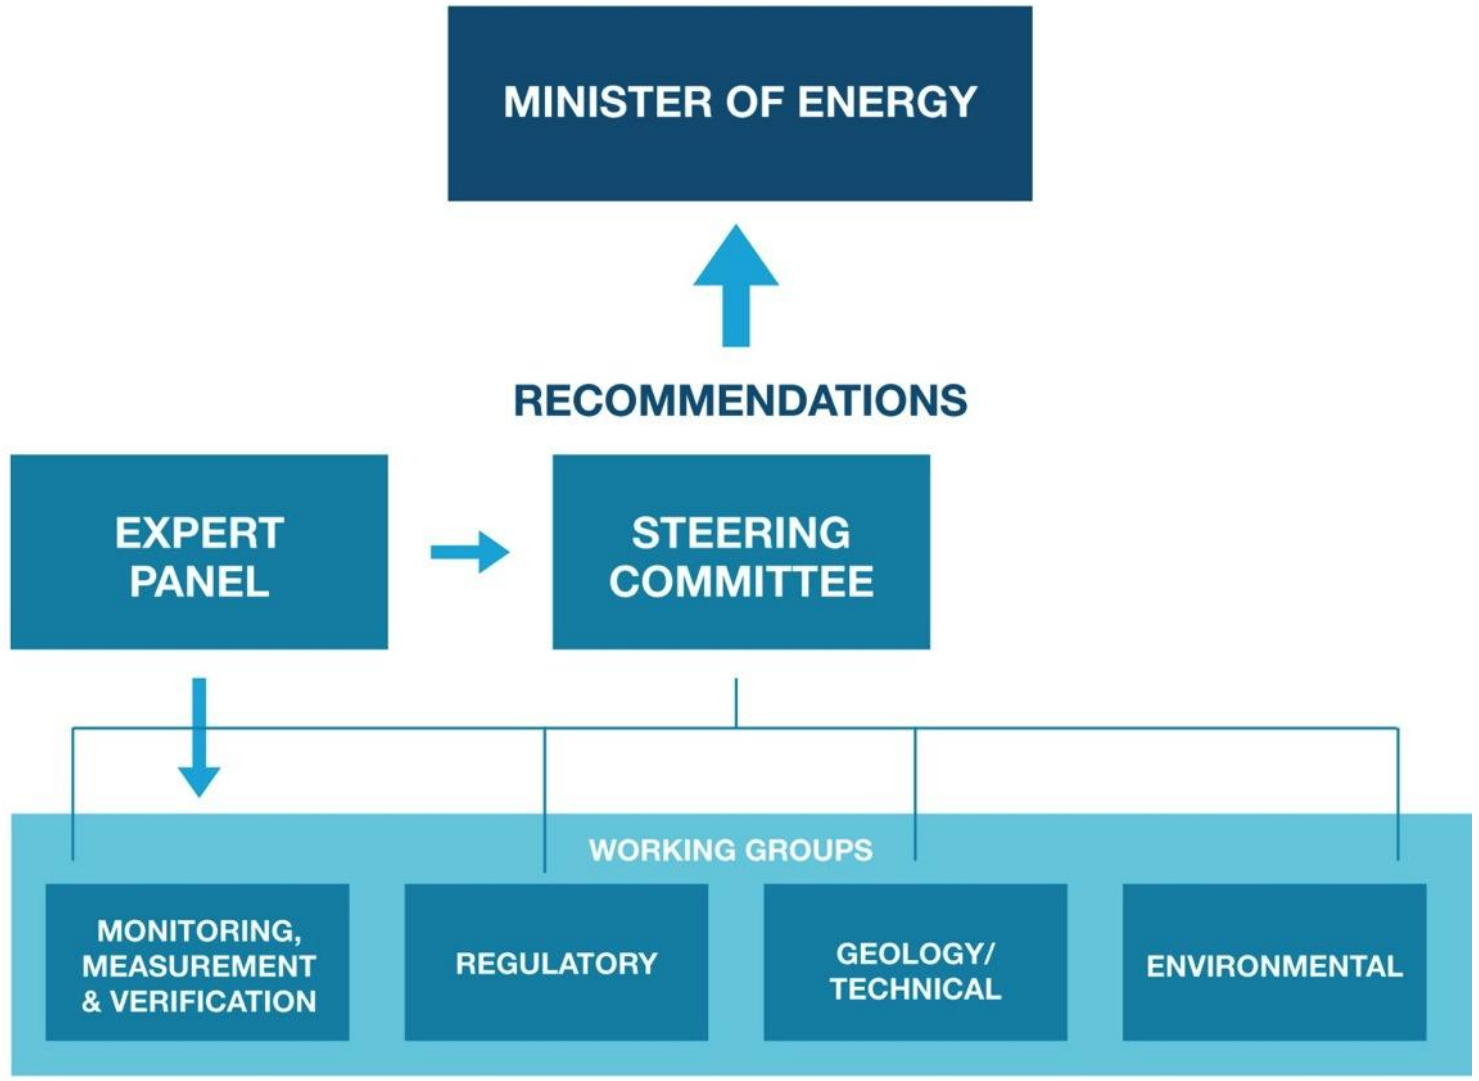 MINISTER OF ENERGY
RECOMMENDATIONS
EXPERT
PANEL
STEERING
COMMITTEE
WORKING GROUPS
MONITORING,
MEASUREMENT
& VERIFICATION
REGULATORY
GEOLOGY/
TECHNICAL
ENVIRONMENTAL